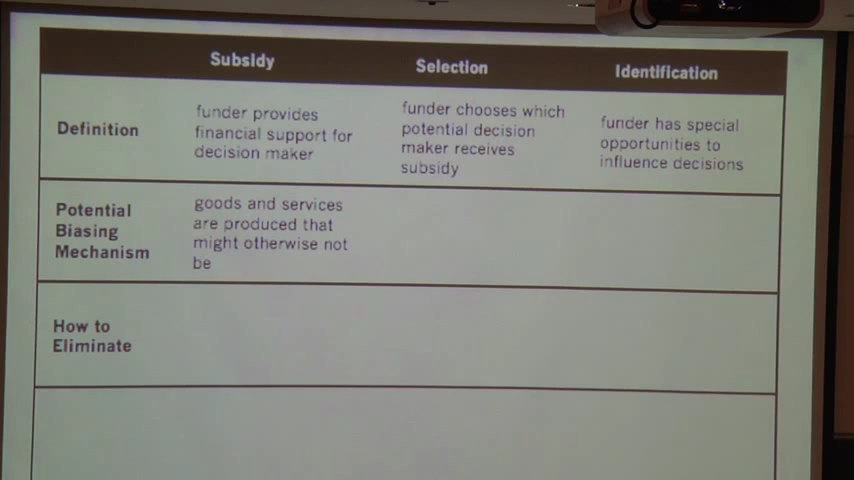 Subsidy
Selection
Identification
Definition
funder provides
financial support for
decision maker
funder chooses which
potential decision
maker receives
subsidy
funder has special
opportunities to
influence decisions
Potential
Biasing
Mechanism
goods and services
are produced that
might otherwise not
be
How to
Eliminate